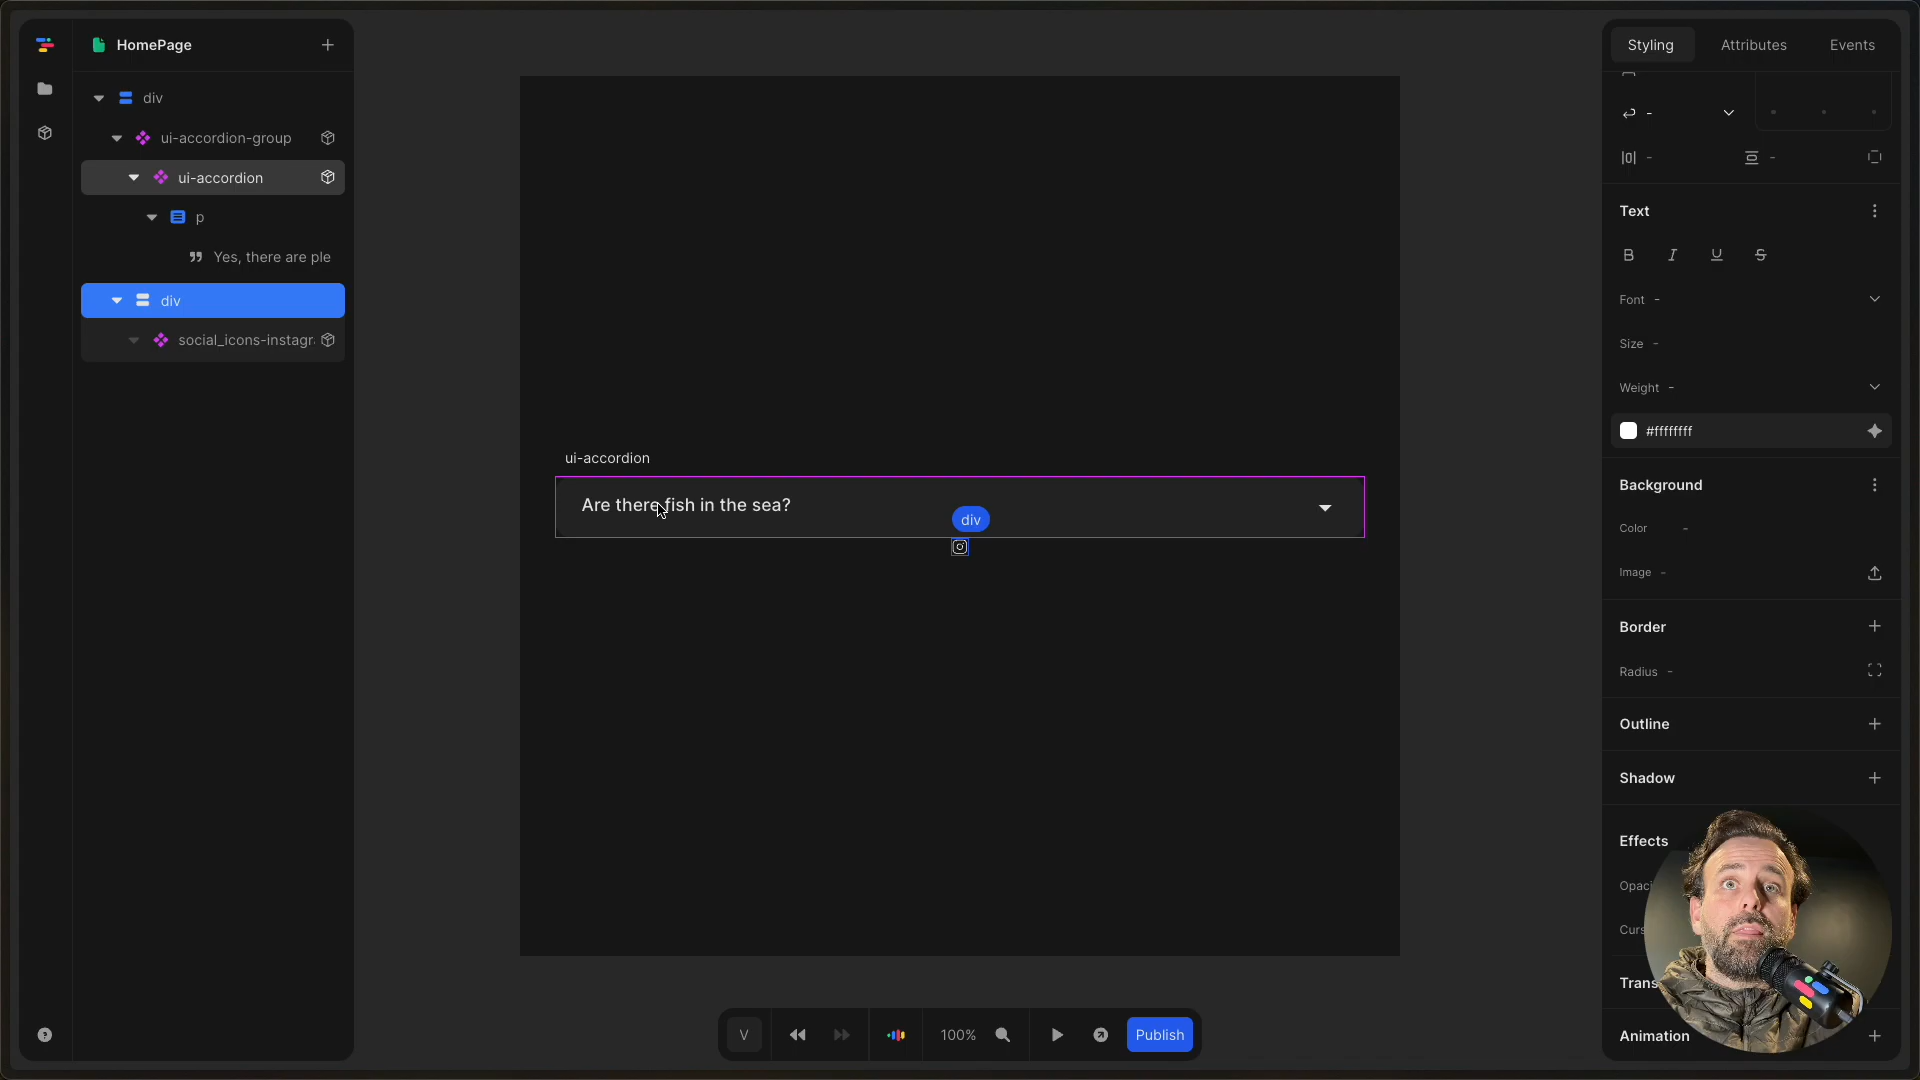 HomePage
div
ui-accordion-group
ui-accordion
p
Yes, there are ple
div
social_icons-instagr
ui-accordion
Are there fish in the sea?
div
V
100%
Publish
Styling
Attributes
Events
-
- -
Text
B I U S
Font -
Size -
Weight -
#ffffffff
Background
Color -
Image -
Border
Radius -
Outline
Shadow
Effects
Opaci
Curs
Trans
Animation